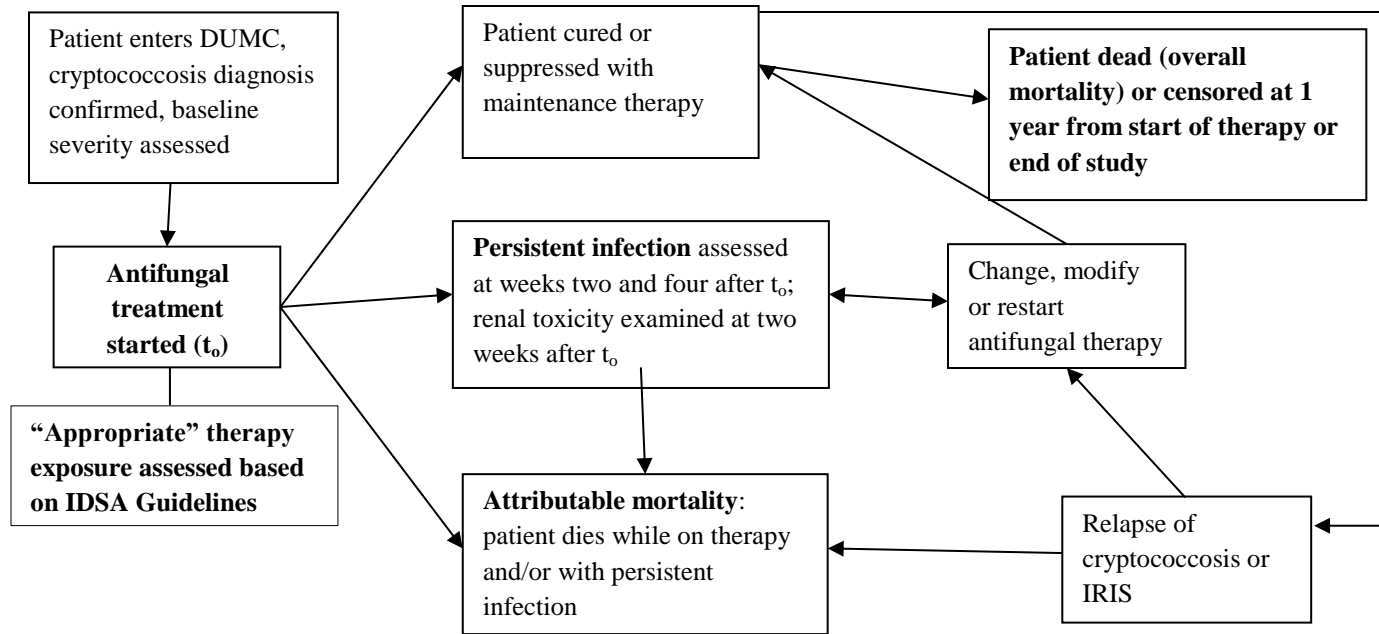 Patient enters DUMC,
cryptococcosis diagnosis
confirmed, baseline
severity assessed
Antifungal
treatment
started (to)
“Appropriate” therapy
exposure assessed based
on IDSA Guidelines
Patient cured or
suppressed with
maintenance therapy
Persistent infection assessed
at weeks two and four after to;
renal toxicity examined at two
weeks after to
Attributable mortality:
patient dies while on therapy
and/or with persistent
infection
Patient dead (overall
mortality) or censored at 1
year from start of therapy or
end of study
Change, modify
or restart
antifungal therapy
Relapse of
cryptococcosis or
IRIS